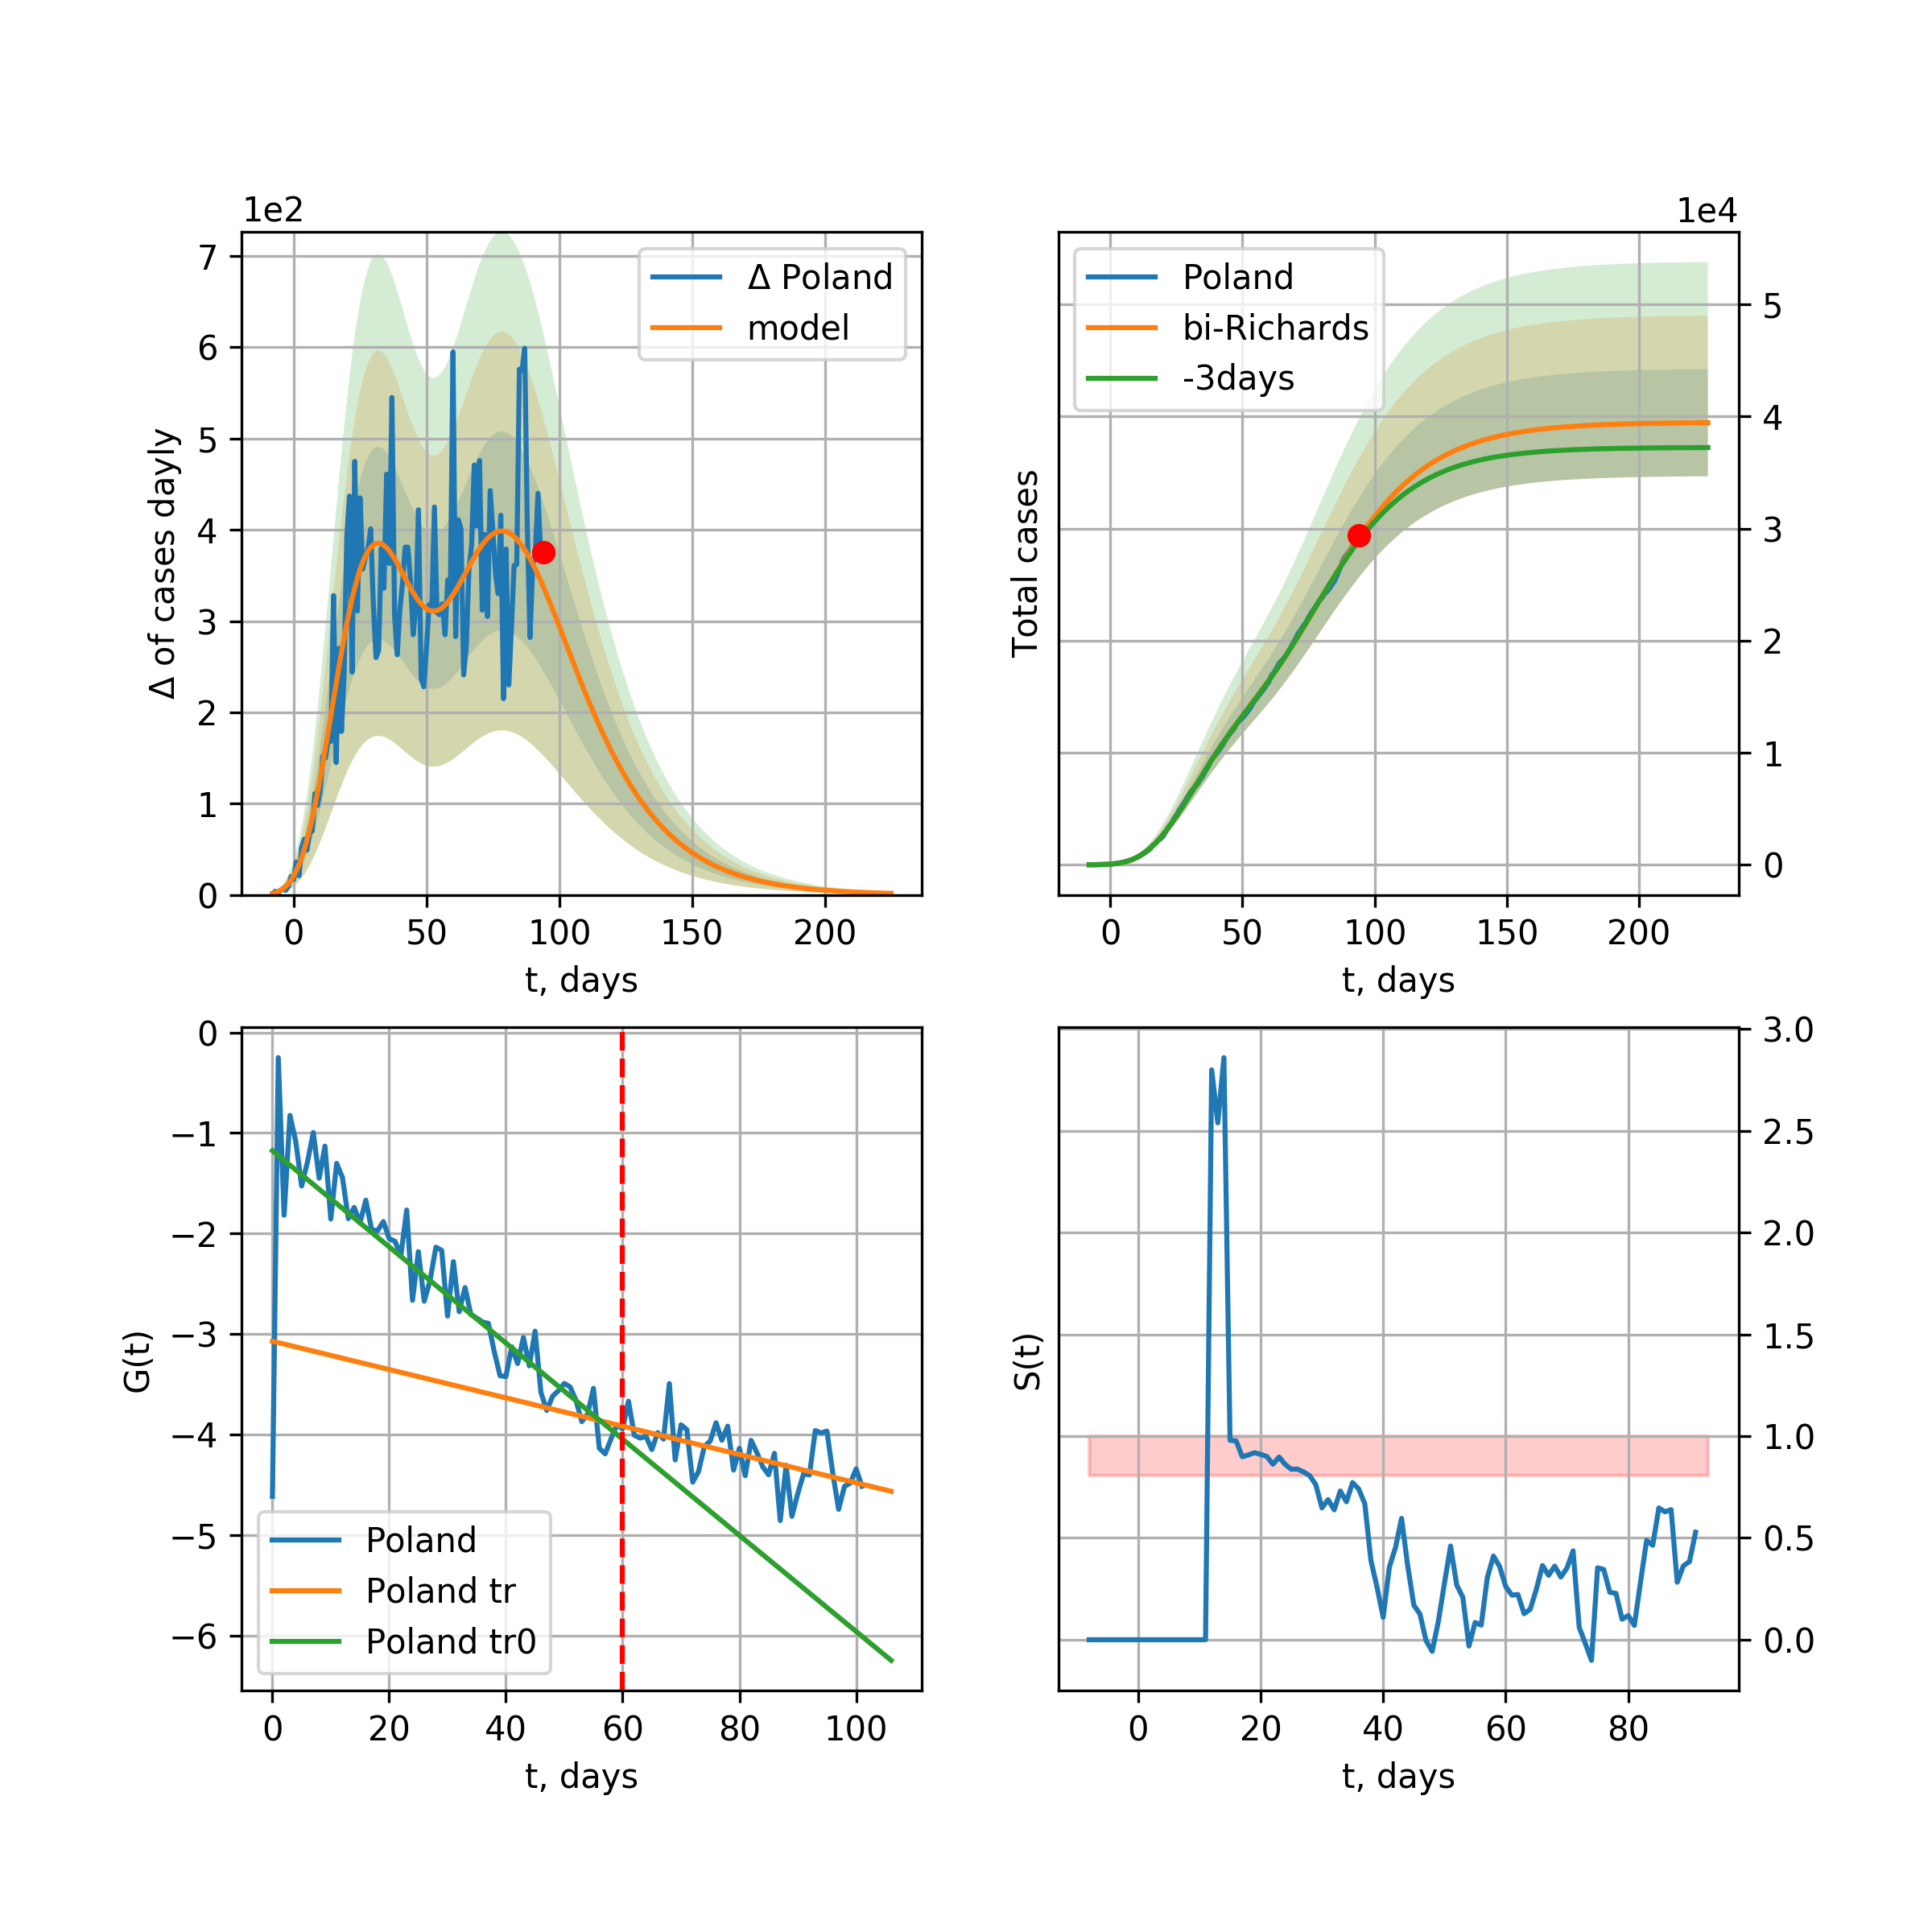 1e2
7
6
5
4
3
2
1
0
Δ of cases dayly
Δ Poland
model
0 50 100 150 200
t, days
1e4
Poland
bi-Richards
-3days
Total cases
5
4
3
2
1
0
0 50 100 150 200
t, days
0
−1
−2
−3
−4
−5
−6
G(t)
Poland
Poland tr
Poland tr0
0 20 40 60 80 100
t, days
S(t)
3.0
2.5
2.0
1.5
1.0
0.5
0.0
0 20 40 60 80
t, days